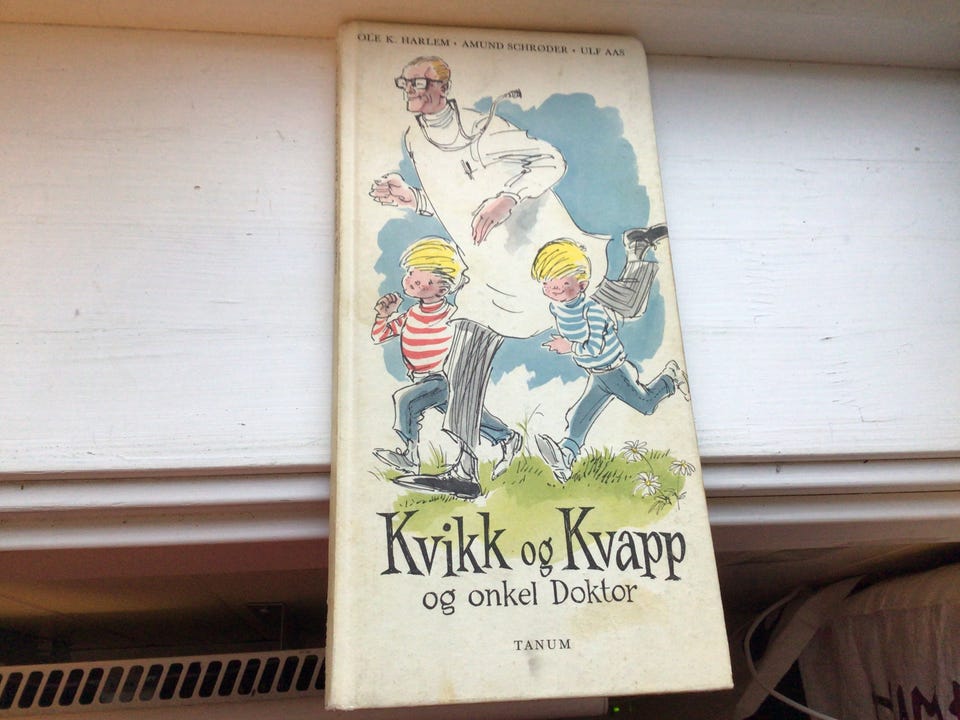 OLE K. HARLEM • AMUND SCHRØDER • ULF AAS
Kvikk og Kvapp
og onkel Doktor
TANUM